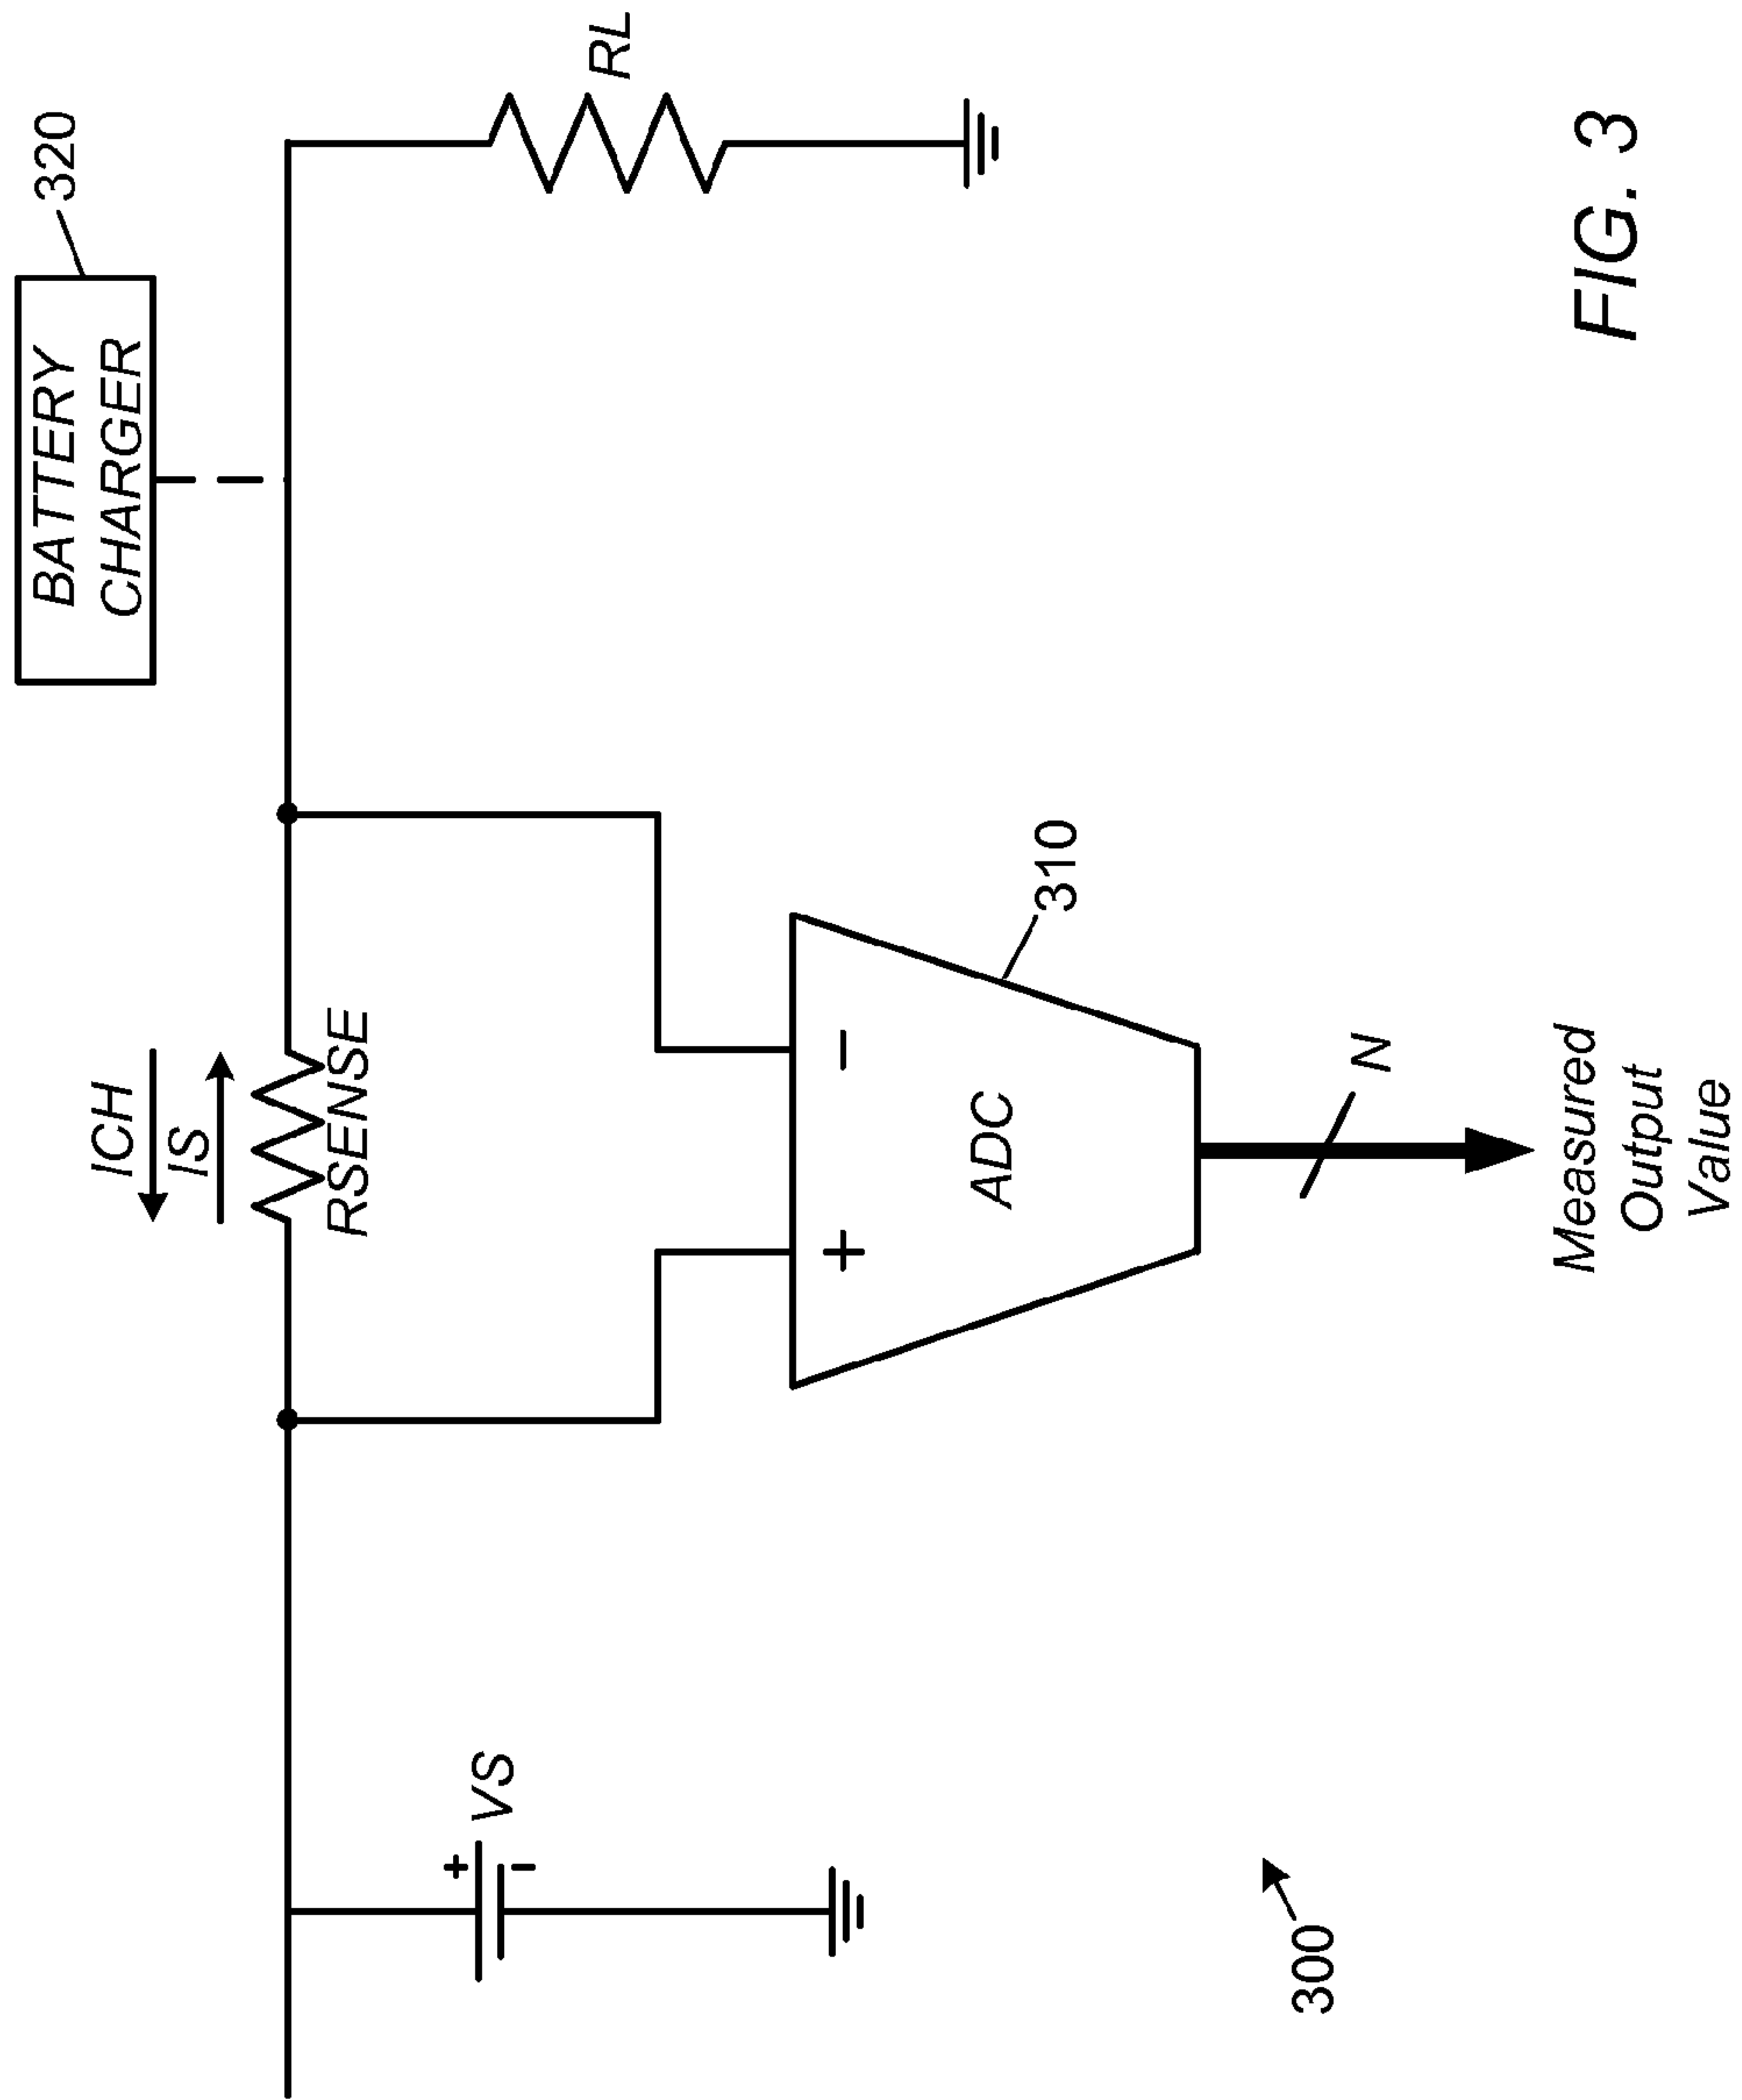 BATTERY
CHARGER
320
ICH
IS
RSENSE
VS
+
-
RL
+
-
ADC
310
N
Measured
Output
Value
300
FIG. 3